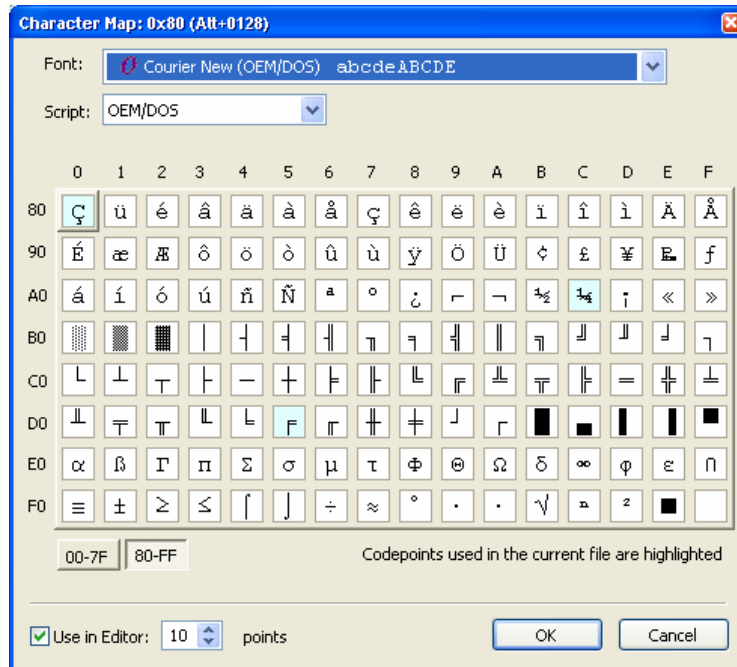 Character Map: 0x80 (Att+0128)
Font: Courier New (OEM/DOS) abcdeABCDE
Script: OEM/DOS
0 1 2 3 4 5 6 7 8 9 A B C D E F
80 Ç ü é â ä à å ç ê ë è ï î ì Ä Å
90 É æ Æ ô ö ò û ù ÿ Ö Ü ¢ £ ¥ ₧ ƒ
A0 á í ó ú ñ Ñ ª º ¿ ⌐ ¬ ½ ¼ ¡ « »
B0 ░ ▒ ▓ │ ┤ ╡ ╢ ╖ ╕ ╣ ║ ╗ ╝ ╜ ╛ ┐
C0 └ ┴ ┬ ├ ─ ┼ ╞ ╟ ╚ ╔ ╩ ╦ ╠ ═ ╬ ╧
D0 ╨ ╤ ╥ ╙ ╘ ╒ ╓ ╫ ╪ ┘ ┌ █ ▄ ▌ ▐ ▀
E0 α ß Γ π Σ σ µ τ Φ Θ Ω δ ∞ φ ε ∩
F0 ≡ ± ≥ ≤ ⌠ ⌡ ÷ ≈ ° ∙ · √ ⁿ ² ■
00-7F 80-FF Codepoints used in the current file are highlighted
Use in Editor: 10 points OK Cancel